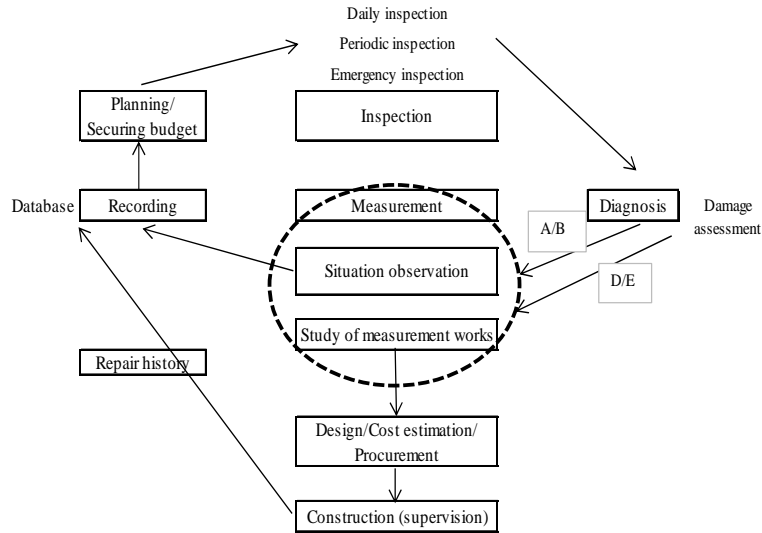 Daily inspection
Periodic inspection
Emergency inspection
Planning/
Securing budget
Inspection
Database
Recording
Measurement
Diagnosis
Damage
assessment
A/B
Situation observation
D/E
Study of measurement works
Repair history
Design/Cost estimation/
Procurement
Construction (supervision)